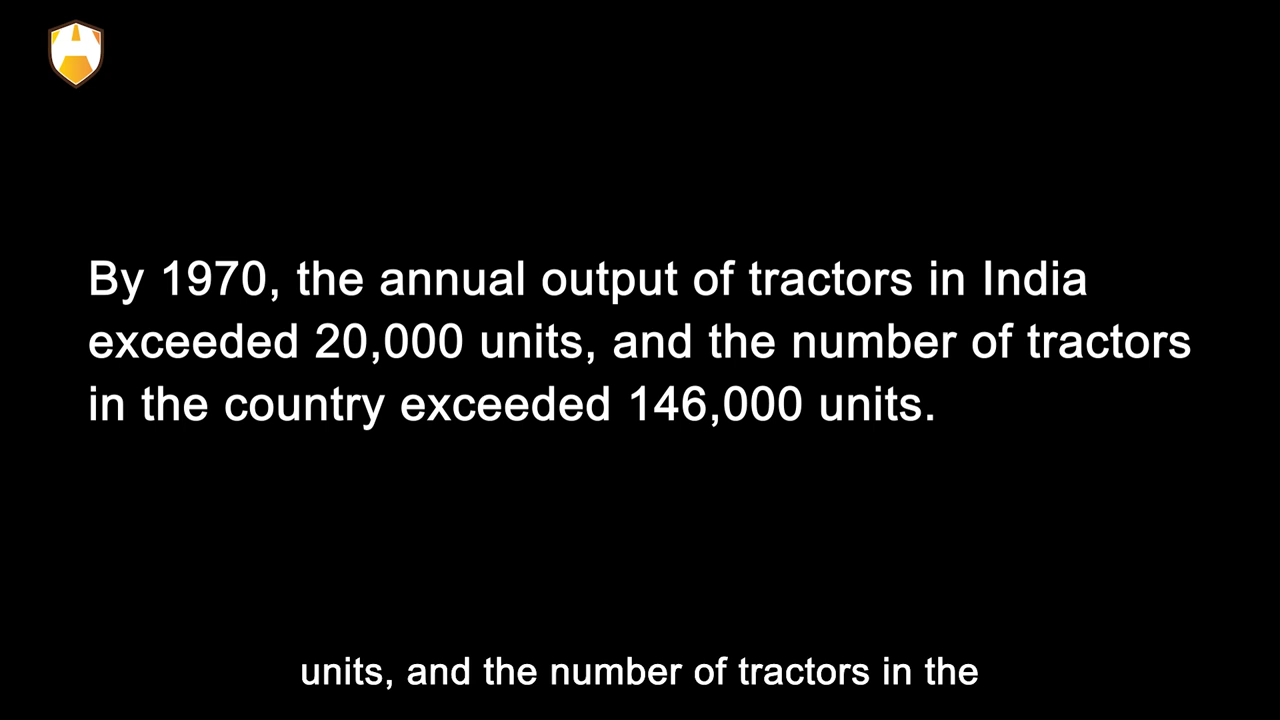 By 1970, the annual output of tractors in India
exceeded 20,000 units, and the number of tractors
in the country exceeded 146,000 units.
units, and the number of tractors in the